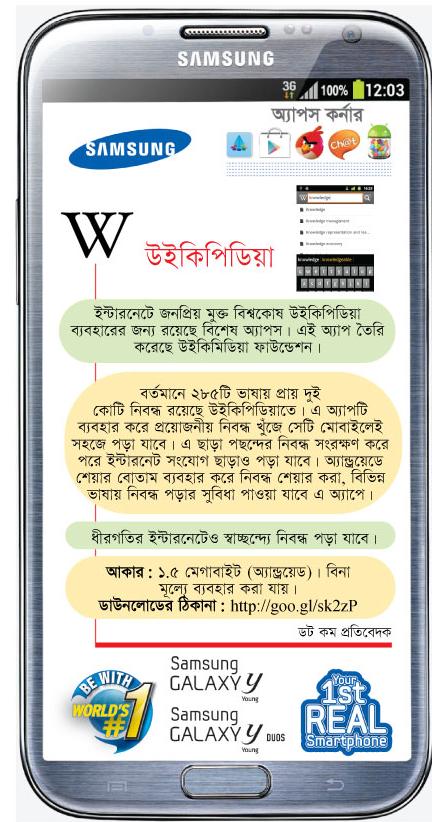 SAMSUNG
3G 100% 12:03
অ্যাপস কর্নার
SAMSUNG
Ch@t
W knowledge
knowledge
knowledge management
knowledge representation and rea...
knowledge economy
knowledge knowledgeable
W
উইকিপিডিয়া
ইন্টারনেটে জনপ্রিয় মুক্ত বিশ্বকোষ উইকিপিডিয়া
ব্যবহারের জন্য রয়েছে বিশেষ অ্যাপস। এই অ্যাপ তৈরি
করেছে উইকিমিডিয়া ফাউন্ডেশন।
বর্তমানে ২৮৫টি ভাষায় প্রায় দুই
কোটি নিবন্ধ রয়েছে উইকিপিডিয়াতে। এ অ্যাপটি
ব্যবহার করে প্রয়োজনীয় নিবন্ধ খুঁজে সেটি মোবাইলেই
সহজে পড়া যাবে। এ ছাড়া পছন্দের নিবন্ধ সংরক্ষণ করে
পরে ইন্টারনেট সংযোগ ছাড়াও পড়া যাবে। অ্যান্ড্রয়েডে
শেয়ার বোতাম ব্যবহার করে নিবন্ধ শেয়ার করা, বিভিন্ন
ভাষায় নিবন্ধ পড়ার সুবিধা পাওয়া যাবে এ অ্যাপে।
ধীরগতির ইন্টারনেটেও স্বাচ্ছন্দ্যে নিবন্ধ পড়া যাবে।
আকার : ১.৫ মেগাবাইট (অ্যান্ড্রয়েড)। বিনা
মূল্যে ব্যবহার করা যায়।
ডাউনলোডের ঠিকানা : http://goo.gl/sk2zP
ডট কম প্রতিবেদক
BE WITH
WORLD'S
#1
Samsung
GALAXY y
Young
Samsung
GALAXY y DUOS
Young
Your
1st
REAL
Smartphone